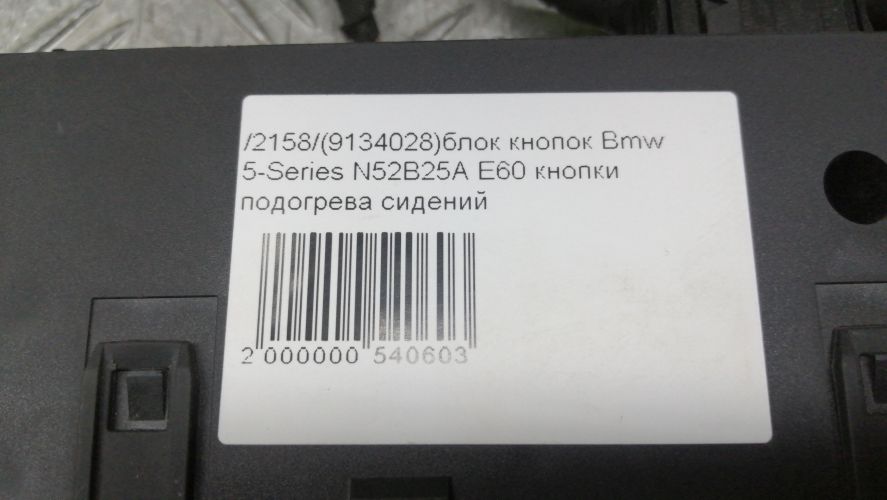 /2158/(9134028)блок кнопок Bmw
5-Series N52B25A E60 кнопки
подогрева сидений
2 000000 540603